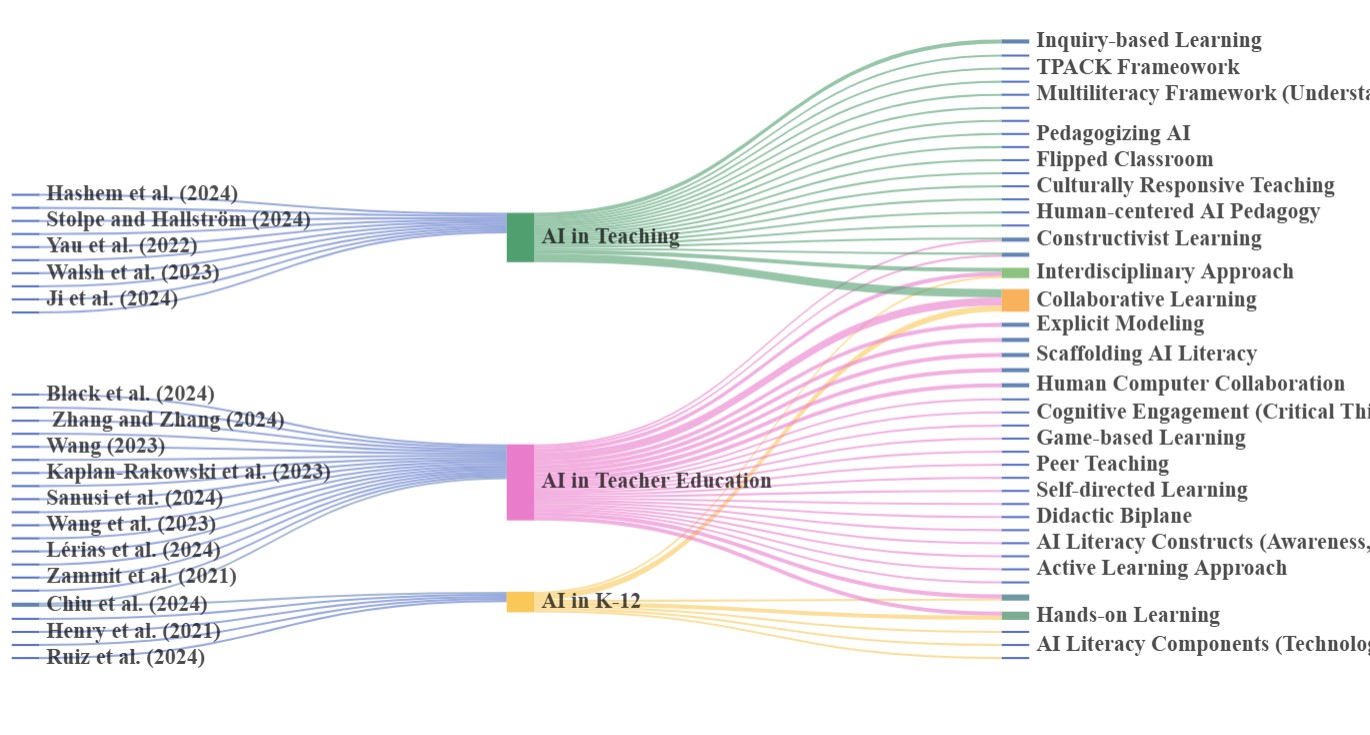 Hashem et al. (2024)
Stolpe and Hallström (2024)
Yau et al. (2022)
Walsh et al. (2023)
Ji et al. (2024)
Black et al. (2024)
Zhang and Zhang (2024)
Wang (2023)
Kaplan-Rakowski et al. (2023)
Sanusi et al. (2024)
Wang et al. (2023)
Lérias et al. (2024)
Zammit et al. (2021)
Chiu et al. (2024)
Henry et al. (2021)
Ruiz et al. (2024)
AI in Teaching
AI in Teacher Education
AI in K-12
Inquiry-based Learning
TPACK Frameowork
Multiliteracy Framework (Understa
Pedagogizing AI
Flipped Classroom
Culturally Responsive Teaching
Human-centered AI Pedagogy
Constructivist Learning
Interdisciplinary Approach
Collaborative Learning
Explicit Modeling
Scaffolding AI Literacy
Human Computer Collaboration
Cognitive Engagement (Critical Thi
Game-based Learning
Peer Teaching
Self-directed Learning
Didactic Biplane
AI Literacy Constructs (Awareness,
Active Learning Approach
Hands-on Learning
AI Literacy Components (Technolog